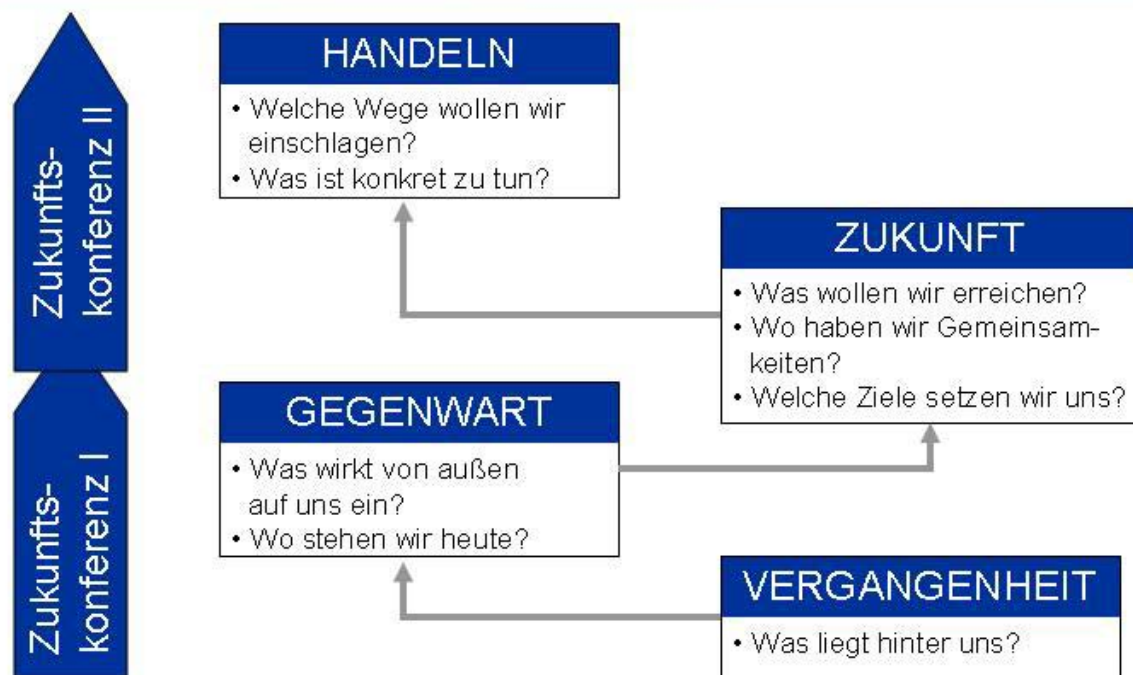 Zukunfts-
konferenz II
HANDELN
• Welche Wege wollen wir
einschlagen?
• Was ist konkret zu tun?
ZUKUNFT
• Was wollen wir erreichen?
• Wo haben wir Gemeinsam-
keiten?
• Welche Ziele setzen wir uns?
Zukunfts-
konferenz I
GEGENWART
• Was wirkt von außen
auf uns ein?
• Wo stehen wir heute?
VERGANGENHEIT
• Was liegt hinter uns?